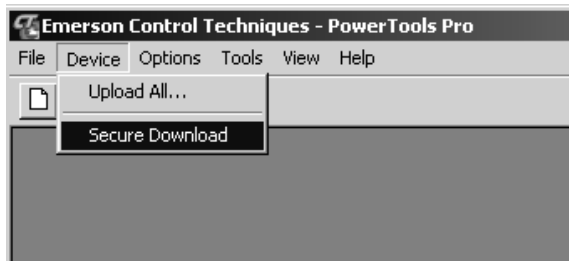 Emerson Control Techniques - PowerTools Pro
File Device Options Tools View Help
Upload All...
Secure Download